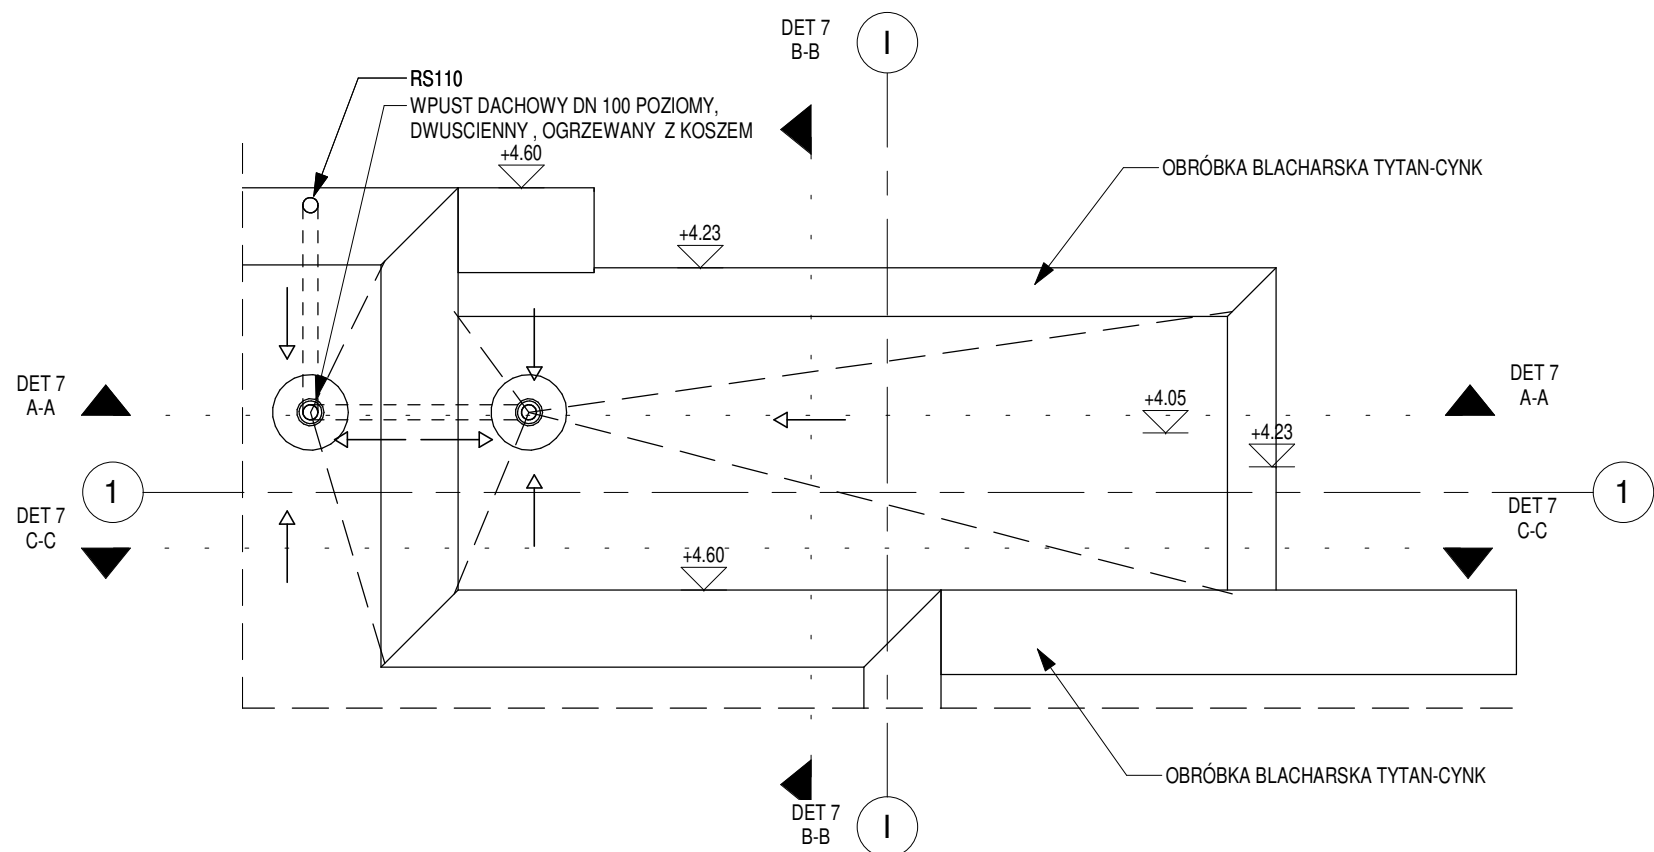 DET 7
B-B
I
RS110
WPUST DACHOWY DN 100 POZIOMY,
DWUSCIENNY , OGRZEWANY Z KOSZEM
+4.60
OBRÓBKA BLACHARSKA TYTAN-CYNK
+4.23
DET 7
A-A
DET 7
A-A
+4.05
+4.23
1
1
DET 7
C-C
DET 7
C-C
+4.60
OBRÓBKA BLACHARSKA TYTAN-CYNK
DET 7
B-B
I